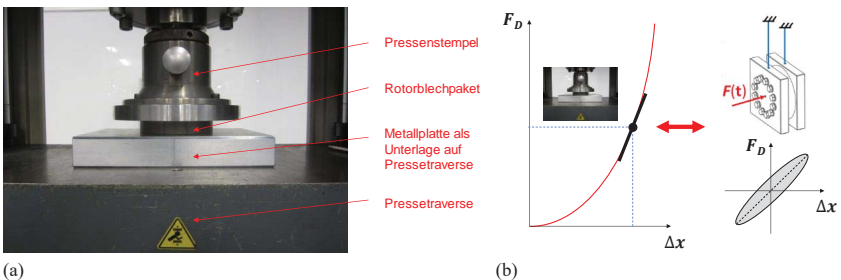 Pressenstempel
Rotorblechpaket
Metallplatte als
Unterlage auf
Pressetraverse
Pressetraverse
(a)
F_D
Δx
F(t)
F_D
Δx
(b)